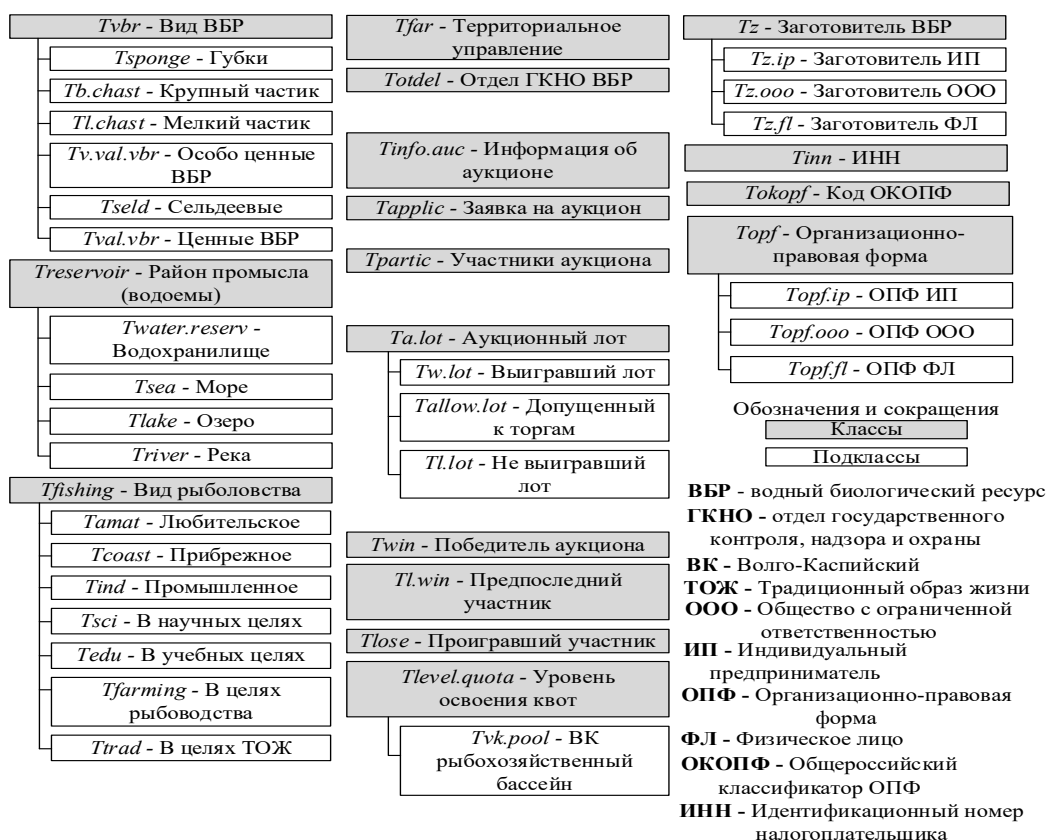 Tvbr - Вид ВБР
Tsponge - Губки
Tb.chast - Крупный частик
Tl.chast - Мелкий частик
Tv.val.vbr - Особо ценные
ВБР
Tseld - Сельдеевые
Tval.vbr - Ценные ВБР
Treservoir - Район промысла
(водоемы)
Twater.reserv -
Водохранилище
Tsea - Море
Tlake - Озеро
Triver - Река
Tfishing - Вид рыболовства
Tamat - Любительское
Tcoast - Прибрежное
Tind - Промышленное
Tsci - В научных целях
Tedu - В учебных целях
Tfarming - В целях
рыбоводства
Ttrad - В целях ТОЖ
Tfar - Территориальное
управление
Totdel - Отдел ГКНО ВБР
Tinfo.auc - Информация об
аукционе
Tapplic - Заявка на аукцион
Tpartic - Участники аукциона
Ta.lot - Аукционный лот
Tw.lot - Выигравший лот
Tallow.lot - Допущенный
к торгам
Tl.lot - Не выигравший
лот
Twin - Победитель аукциона
Tl.win - Предпоследний
участник
Tlose - Проигравший участник
Tlevel.quota - Уровень
освоения квот
Tvk.pool - ВК
рыбохозяйственный
бассейн
Tz - Заготовитель ВБР
Tz.ip - Заготовитель ИП
Tz.ooo - Заготовитель ООО
Tz.fl - Заготовитель ФЛ
Tinn - ИНН
Tokopf - Код ОКОПФ
Topf - Организационно-
правовая форма
Topf.ip - ОПФ ИП
Topf.ooo - ОПФ ООО
Topf.fl - ОПФ ФЛ
Обозначения и сокращения
Классы
Подклассы
ВБР - водный биологический ресурс
ГКНО - отдел государственного
контроля, надзора и охраны
ВК - Волго-Каспийский
ТОЖ - Традиционный образ жизни
ООО - Общество с ограниченной
ответственностью
ИП - Индивидуальный
предприниматель
ОПФ - Организационно-правовая
форма
ФЛ - Физическое лицо
ОКОПФ - Общероссийский
классификатор ОПФ
ИНН - Идентификационный номер
налогоплательщика